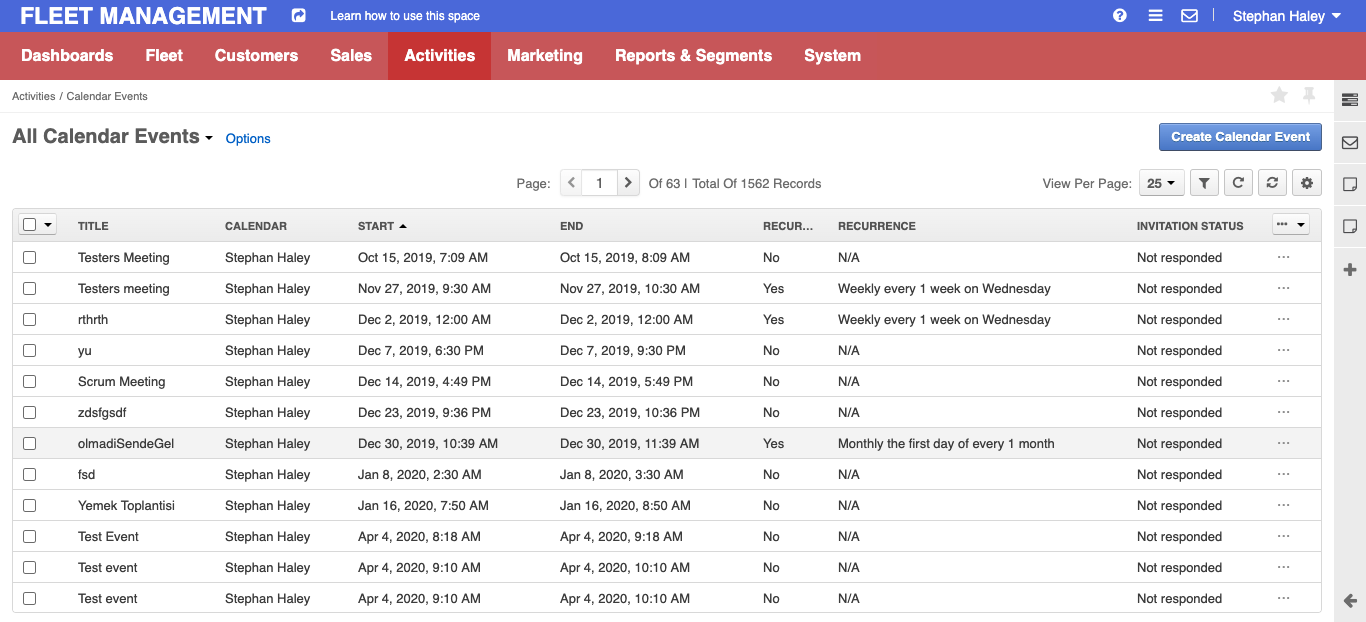 FLEET MANAGEMENT Learn how to use this space Stephan Haley
Dashboards Fleet Customers Sales Activities Marketing Reports & Segments System
Activities / Calendar Events
All Calendar Events Options Create Calendar Event
Page: 1 Of 63 | Total Of 1562 Records View Per Page: 25
TITLE CALENDAR START END RECUR... RECURRENCE INVITATION STATUS
Testers Meeting Stephan Haley Oct 15, 2019, 7:09 AM Oct 15, 2019, 8:09 AM No N/A Not responded
Testers meeting Stephan Haley Nov 27, 2019, 9:30 AM Nov 27, 2019, 10:30 AM Yes Weekly every 1 week on Wednesday Not responded
rthrth Stephan Haley Dec 2, 2019, 12:00 AM Dec 2, 2019, 12:00 AM Yes Weekly every 1 week on Wednesday Not responded
yu Stephan Haley Dec 7, 2019, 6:30 PM Dec 7, 2019, 9:30 PM No N/A Not responded
Scrum Meeting Stephan Haley Dec 14, 2019, 4:49 PM Dec 14, 2019, 5:49 PM No N/A Not responded
zdsfgsdf Stephan Haley Dec 23, 2019, 9:36 PM Dec 23, 2019, 10:36 PM No N/A Not responded
olmadiSendeGel Stephan Haley Dec 30, 2019, 10:39 AM Dec 30, 2019, 11:39 AM Yes Monthly the first day of every 1 month Not responded
fsd Stephan Haley Jan 8, 2020, 2:30 AM Jan 8, 2020, 3:30 AM No N/A Not responded
Yemek Toplantisi Stephan Haley Jan 16, 2020, 7:50 AM Jan 16, 2020, 8:50 AM No N/A Not responded
Test Event Stephan Haley Apr 4, 2020, 8:18 AM Apr 4, 2020, 9:18 AM No N/A Not responded
Test event Stephan Haley Apr 4, 2020, 9:10 AM Apr 4, 2020, 10:10 AM No N/A Not responded
Test event Stephan Haley Apr 4, 2020, 9:10 AM Apr 4, 2020, 10:10 AM No N/A Not responded